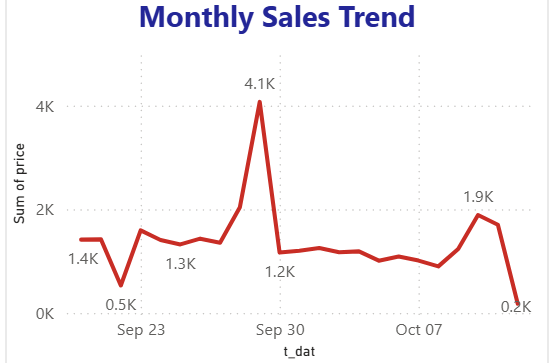 Monthly Sales Trend
4.1K
4K
1.9K
2K
Sum of price
1.4K
1.3K
1.2K
0.5K
0.2K
0K
Sep 23
Sep 30
Oct 07
t_dat